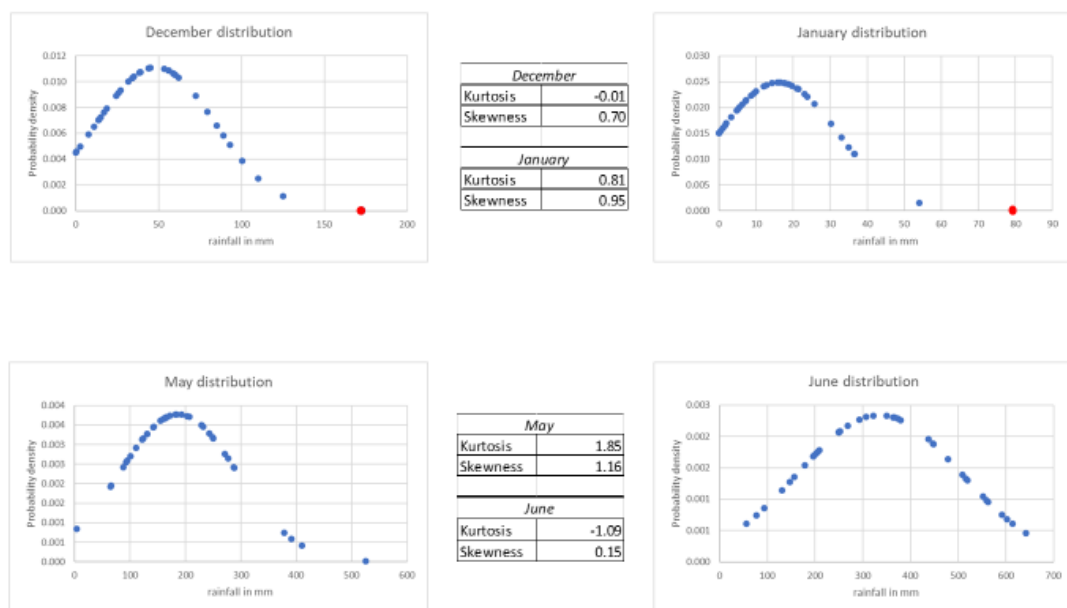 December distribution
Probability density
0.012
0.010
0.008
0.006
0.004
0.002
0.000
0
50
100
150
200
rainfall in mm
December
Kurtosis -0.01
Skewness 0.70
January
Kurtosis 0.81
Skewness 0.95
January distribution
Probability density
0.030
0.025
0.020
0.015
0.010
0.005
0.000
0
10
20
30
40
50
60
70
80
90
rainfall in mm
May distribution
Probability density
0.004
0.004
0.003
0.003
0.002
0.002
0.001
0.001
0.000
0
100
200
300
400
500
600
rainfall in mm
May
Kurtosis 1.85
Skewness 1.16
June
Kurtosis -1.09
Skewness 0.15
June distribution
Probability density
0.003
0.002
0.002
0.001
0.001
0.000
0
100
200
300
400
500
600
700
rainfall in mm